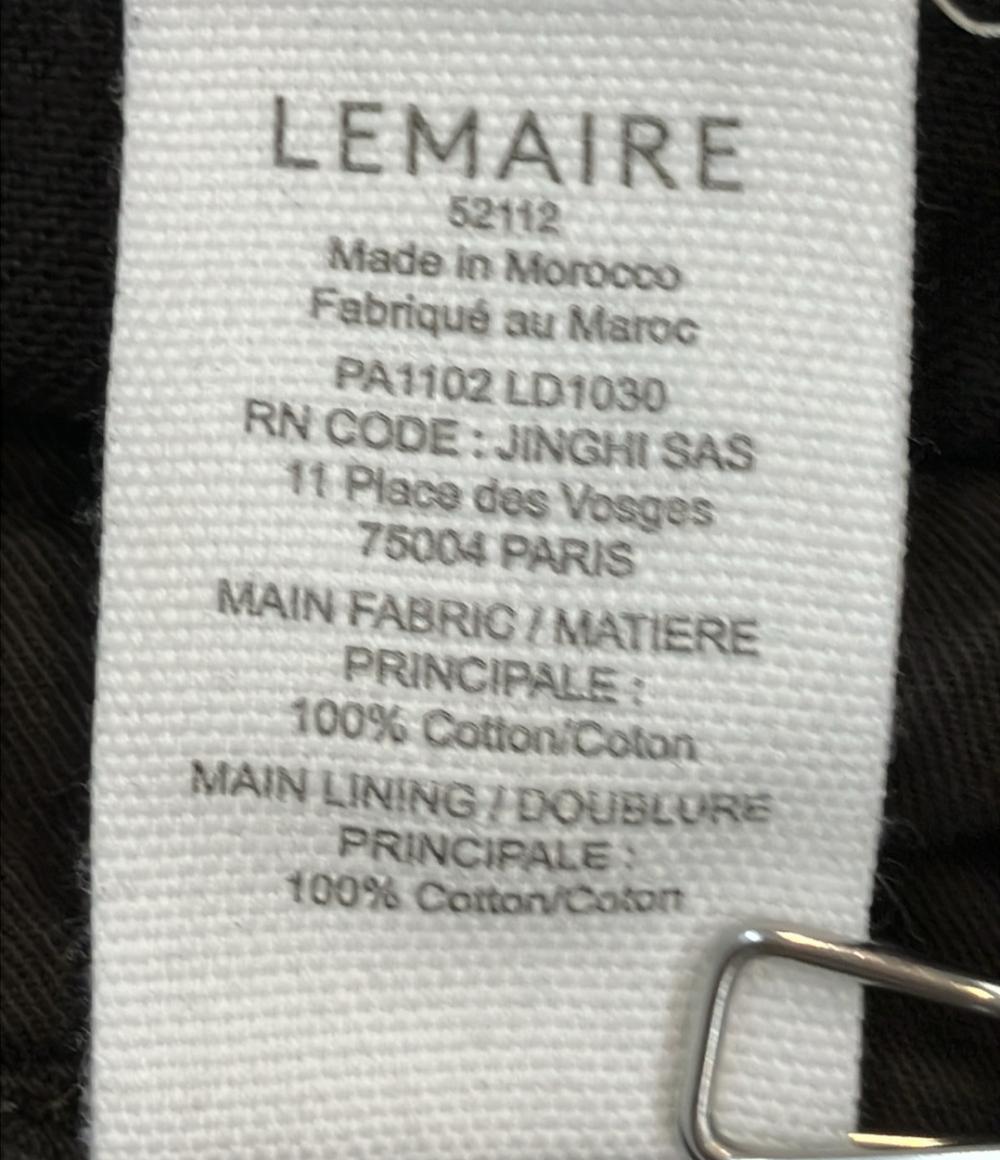 LEMAIRE
52112
Made in Morocco
Fabriqué au Maroc
PA1102 LD1030
RN CODE : JINGHI SAS
11 Place des Vosges
75004 PARIS
MAIN FABRIC / MATIERE
PRINCIPALE :
100% Cotton/Coton
MAIN LINING / DOUBLURE
PRINCIPALE :
100% Cotton/Coton